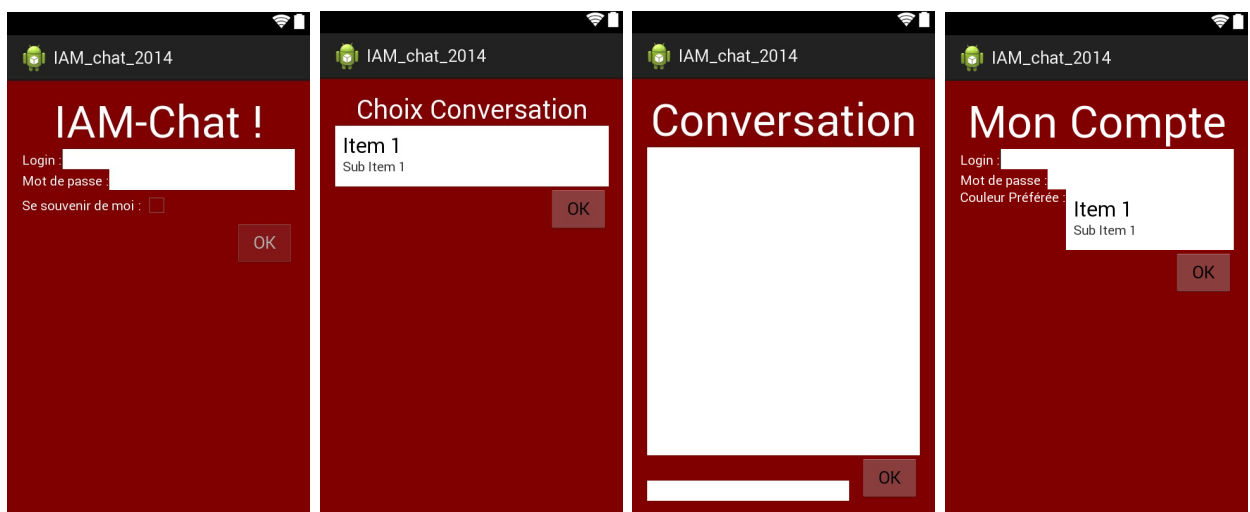 IAM_chat_2014
IAM-Chat !
Login :
Mot de passe :
Se souvenir de moi :
OK
IAM_chat_2014
Choix Conversation
Item 1
Sub Item 1
OK
IAM_chat_2014
Conversation
OK
IAM_chat_2014
Mon Compte
Login :
Mot de passe :
Couleur Préférée :
Item 1
Sub Item 1
OK